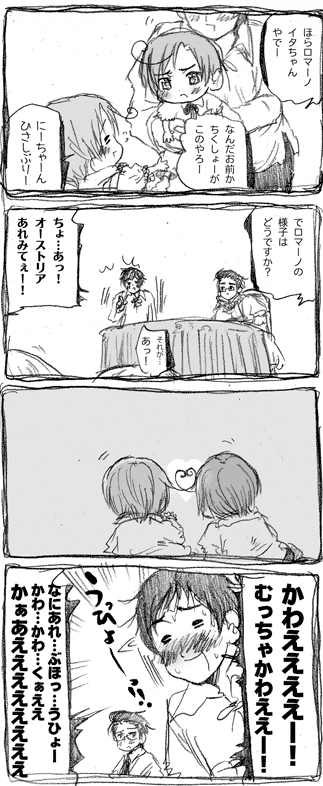 ほらロマーノ
イタちゃん
やでー
なんだお前か
ちくしょーが
このやろー
にーちゃーん
ひさしぶりー
でロマーノの
様子は
どうですか?
それが…
あっ!
ちょ…あっ!
オーストリア
あれみてぇ!!
かわええええー!!
むっちゃかわええー!
うっひょー!!!
なにあれ…ぶほっ…うひょー
かわ…かわ…くぁええ
かぁあえええええええ